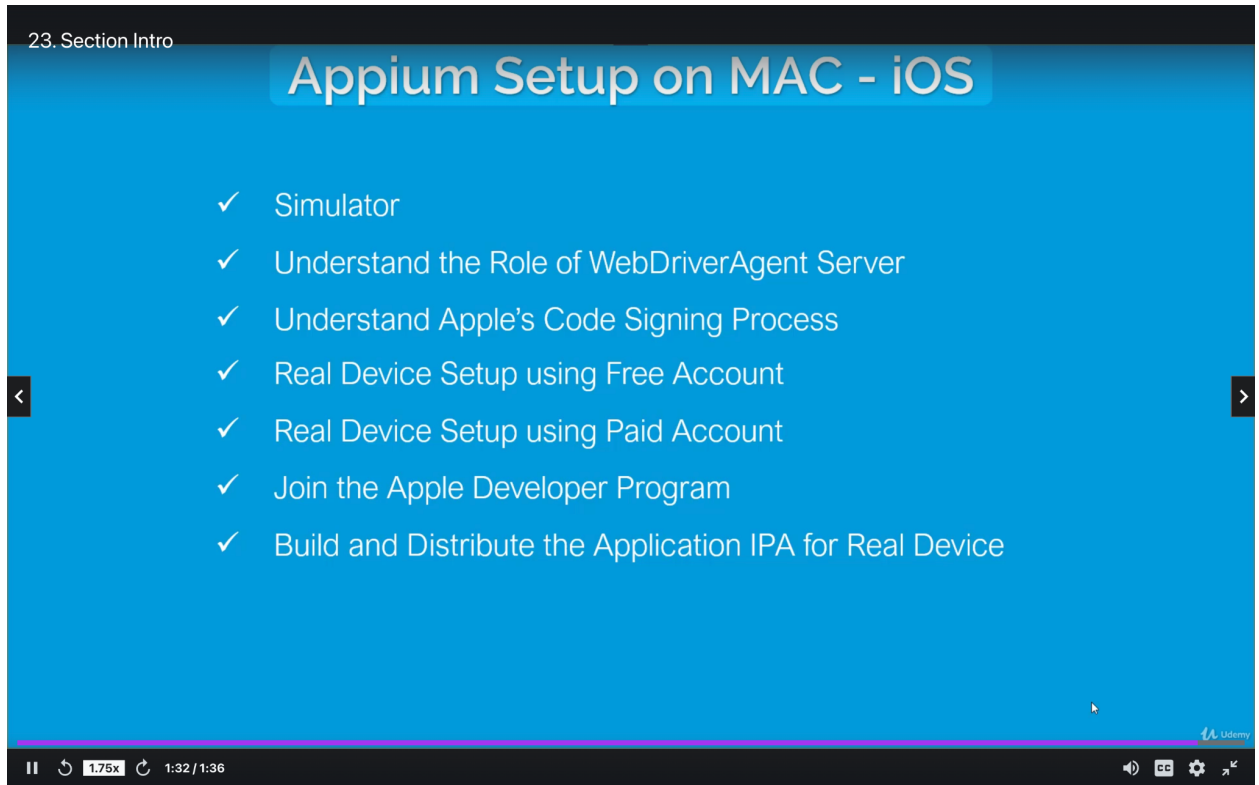 23. Section Intro
Appium Setup on MAC - iOS
✓ Simulator
✓ Understand the Role of WebDriverAgent Server
✓ Understand Apple's Code Signing Process
✓ Real Device Setup using Free Account
✓ Real Device Setup using Paid Account
✓ Join the Apple Developer Program
✓ Build and Distribute the Application IPA for Real Device
Udemy
1.75x 1:32 / 1:36 CC